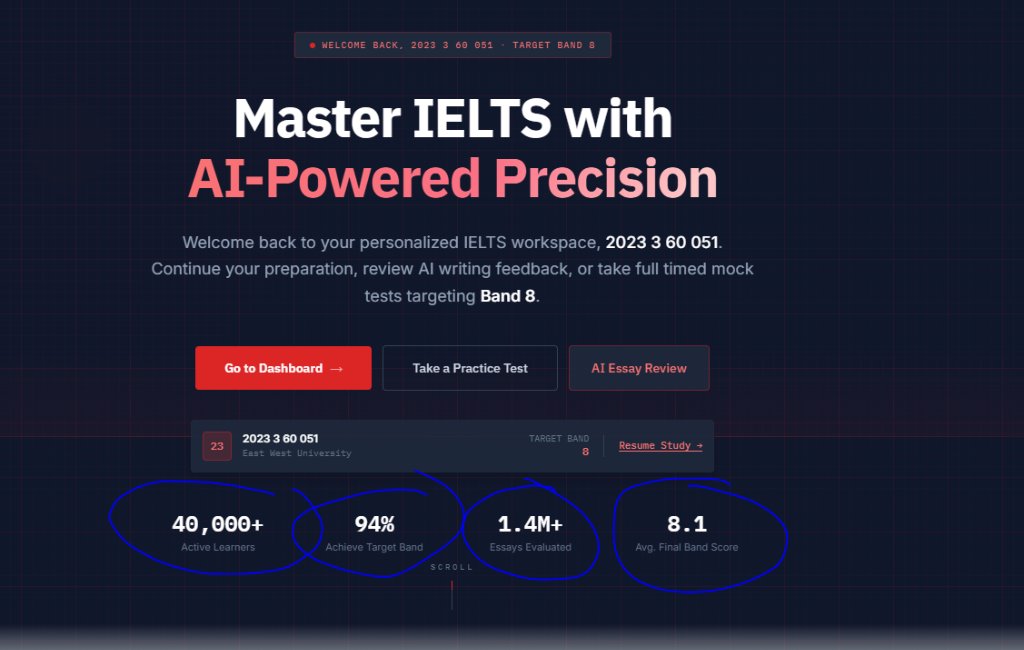 WELCOME BACK, 2023 3 60 051 · TARGET BAND 8
Master IELTS with
AI-Powered Precision
Welcome back to your personalized IELTS workspace, 2023 3 60 051.
Continue your preparation, review AI writing feedback, or take full timed mock
tests targeting Band 8.
Go to Dashboard →
Take a Practice Test
AI Essay Review
23
2023 3 60 051
East West University
TARGET BAND
8
Resume Study →
40,000+
Active Learners
94%
Achieve Target Band
1.4M+
Essays Evaluated
8.1
Avg. Final Band Score
SCROLL